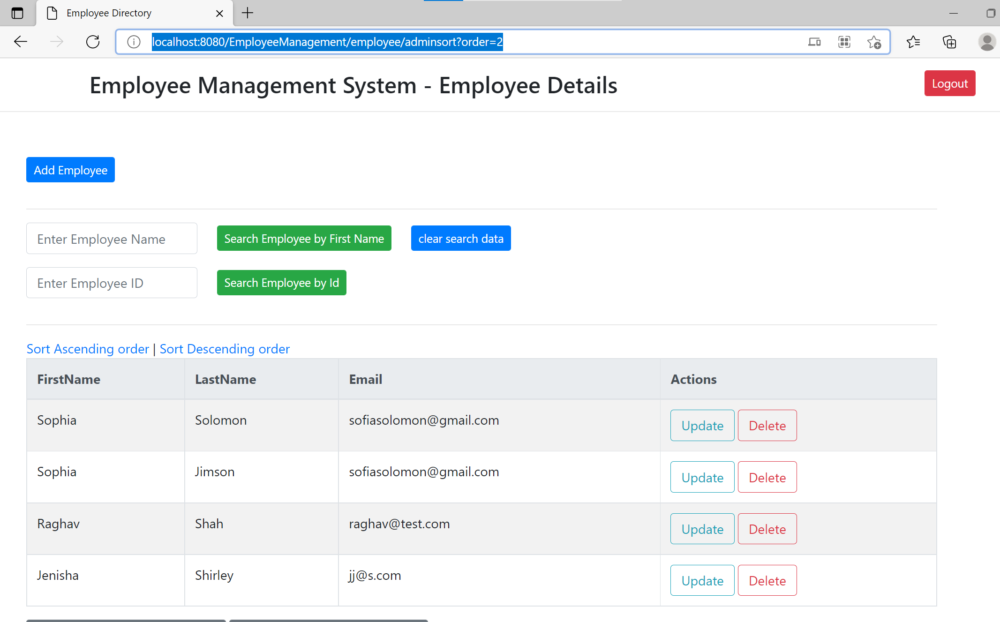 Employee Directory
localhost:8080/EmployeeManagement/employee/adminsort?order=2
Employee Management System - Employee Details
Logout
Add Employee
Enter Employee Name
Search Employee by First Name
clear search data
Enter Employee ID
Search Employee by Id
Sort Ascending order | Sort Descending order
FirstName LastName Email Actions
Sophia Solomon sofiasolomon@gmail.com Update Delete
Sophia Jimson sofiasolomon@gmail.com Update Delete
Raghav Shah raghav@test.com Update Delete
Jenisha Shirley jj@s.com Update Delete